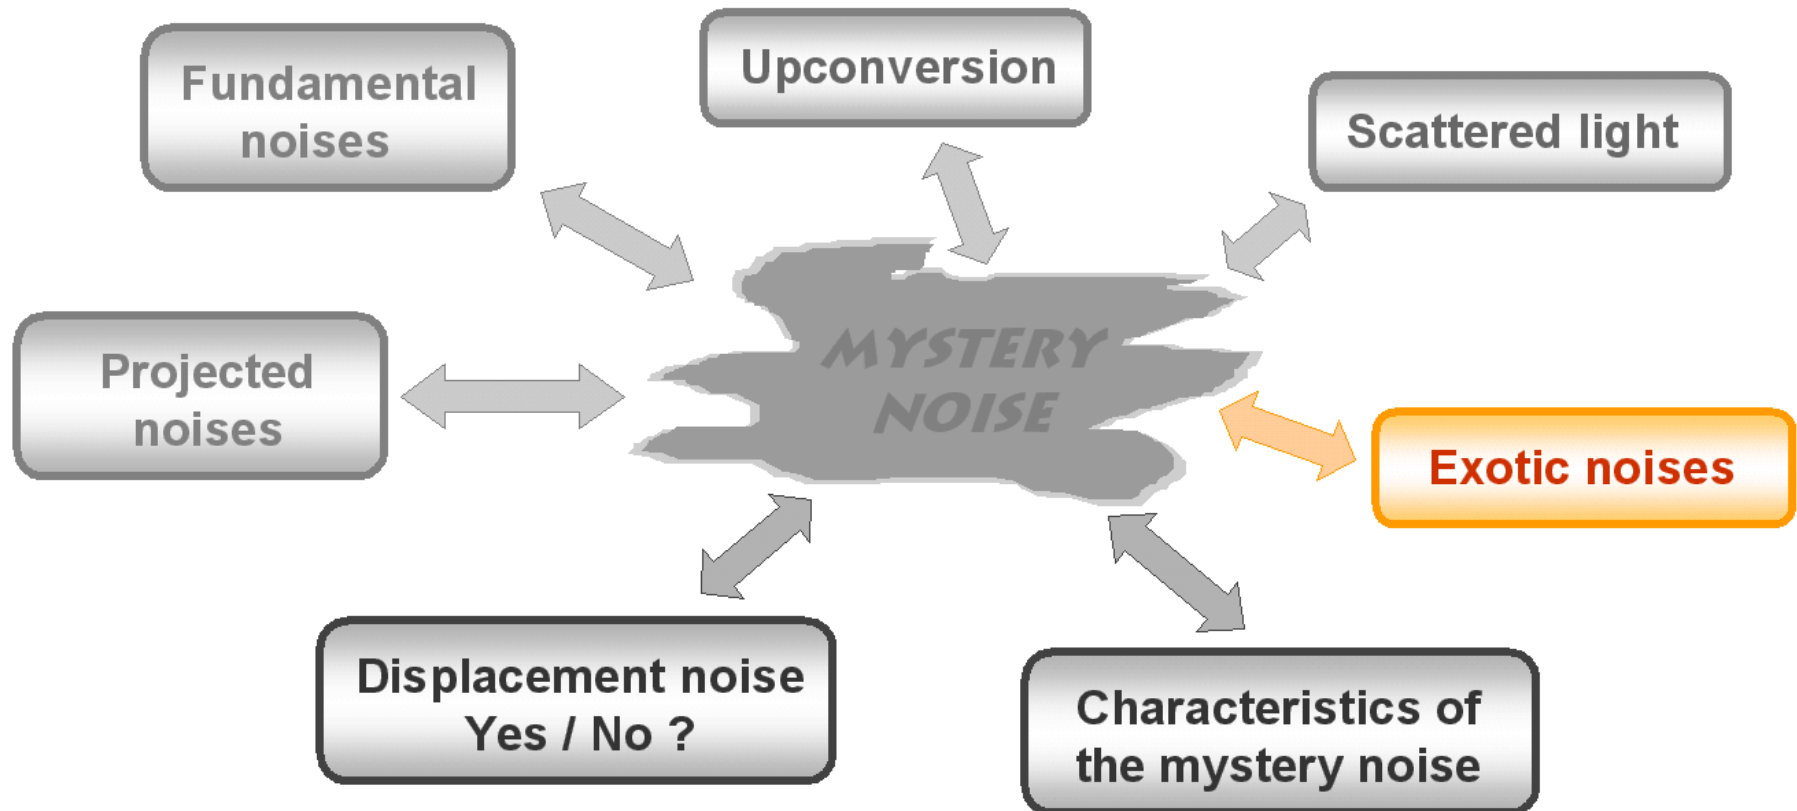 Fundamental
noises
Upconversion
Scattered light
MYSTERY
NOISE
Projected
noises
Exotic noises
Displacement noise
Yes / No ?
Characteristics of
the mystery noise